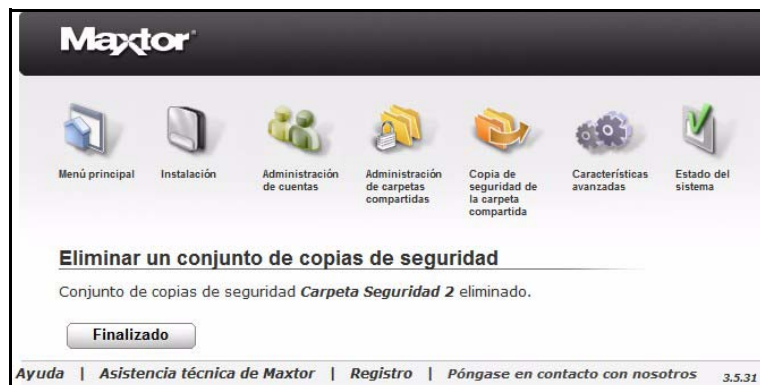 Maxtor
Menú principal
Instalación
Administración
de cuentas
Administración
de carpetas
compartidas
Copia de
seguridad de
la carpeta
compartida
Características
avanzadas
Estado del
sistema
Eliminar un conjunto de copias de seguridad
Conjunto de copias de seguridad Carpeta Seguridad 2 eliminado.
Finalizado
Ayuda | Asistencia técnica de Maxtor | Registro | Póngase en contacto con nosotros 3.5.31